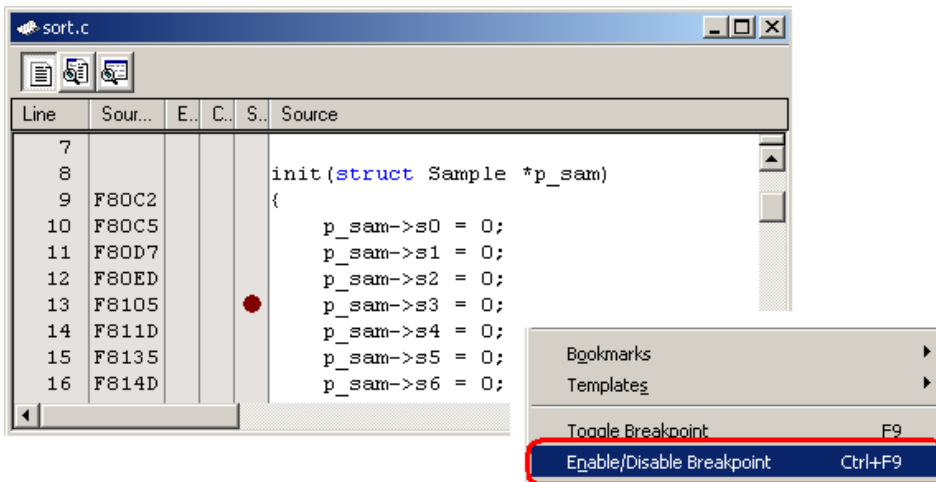 sort.c
Line Sour... E.. C.. S.. Source
7
8 init(struct Sample *p_sam)
9 F80C2 {
10 F80C5 p_sam->s0 = 0;
11 F80D7 p_sam->s1 = 0;
12 F80ED p_sam->s2 = 0;
13 F8105 p_sam->s3 = 0;
14 F811D p_sam->s4 = 0;
15 F8135 p_sam->s5 = 0;
16 F814D p_sam->s6 = 0;
Bookmarks
Templates
Toggle Breakpoint F9
Enable/Disable Breakpoint Ctrl+F9